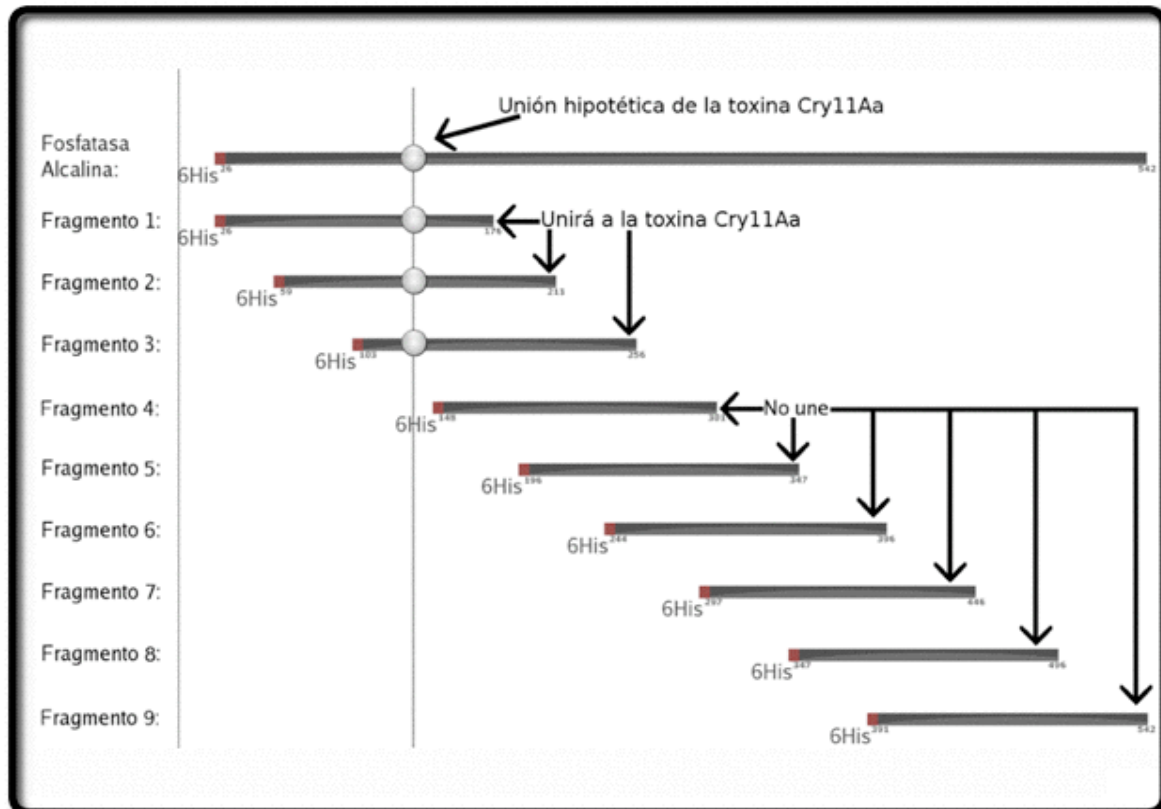 Unión hipotética de la toxina Cry11Aa
Fosfatasa
Alcalina:
6His 26 542
Fragmento 1:
6His 26 176
Unirá a la toxina Cry11Aa
Fragmento 2:
6His 59 213
Fragmento 3:
6His 103 256
Fragmento 4:
6His 148
No une
Fragmento 5:
6His 196 347
Fragmento 6:
6His 244 396
Fragmento 7:
6His 297 446
Fragmento 8:
6His 347 496
Fragmento 9:
6His 391 542